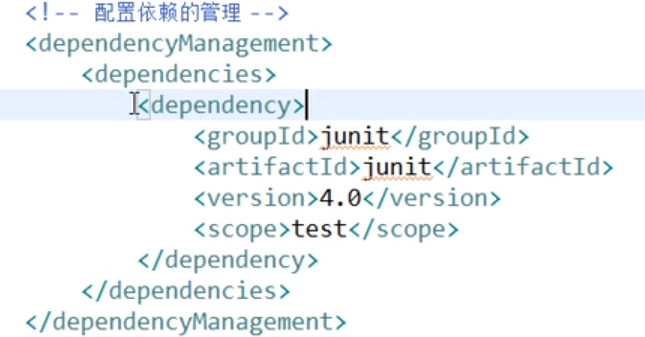 <!-- 配置依赖的管理 -->
<dependencyManagement>
<dependencies>
<dependency>
<groupId>junit</groupId>
<artifactId>junit</artifactId>
<version>4.0</version>
<scope>test</scope>
</dependency>
</dependencies>
</dependencyManagement>